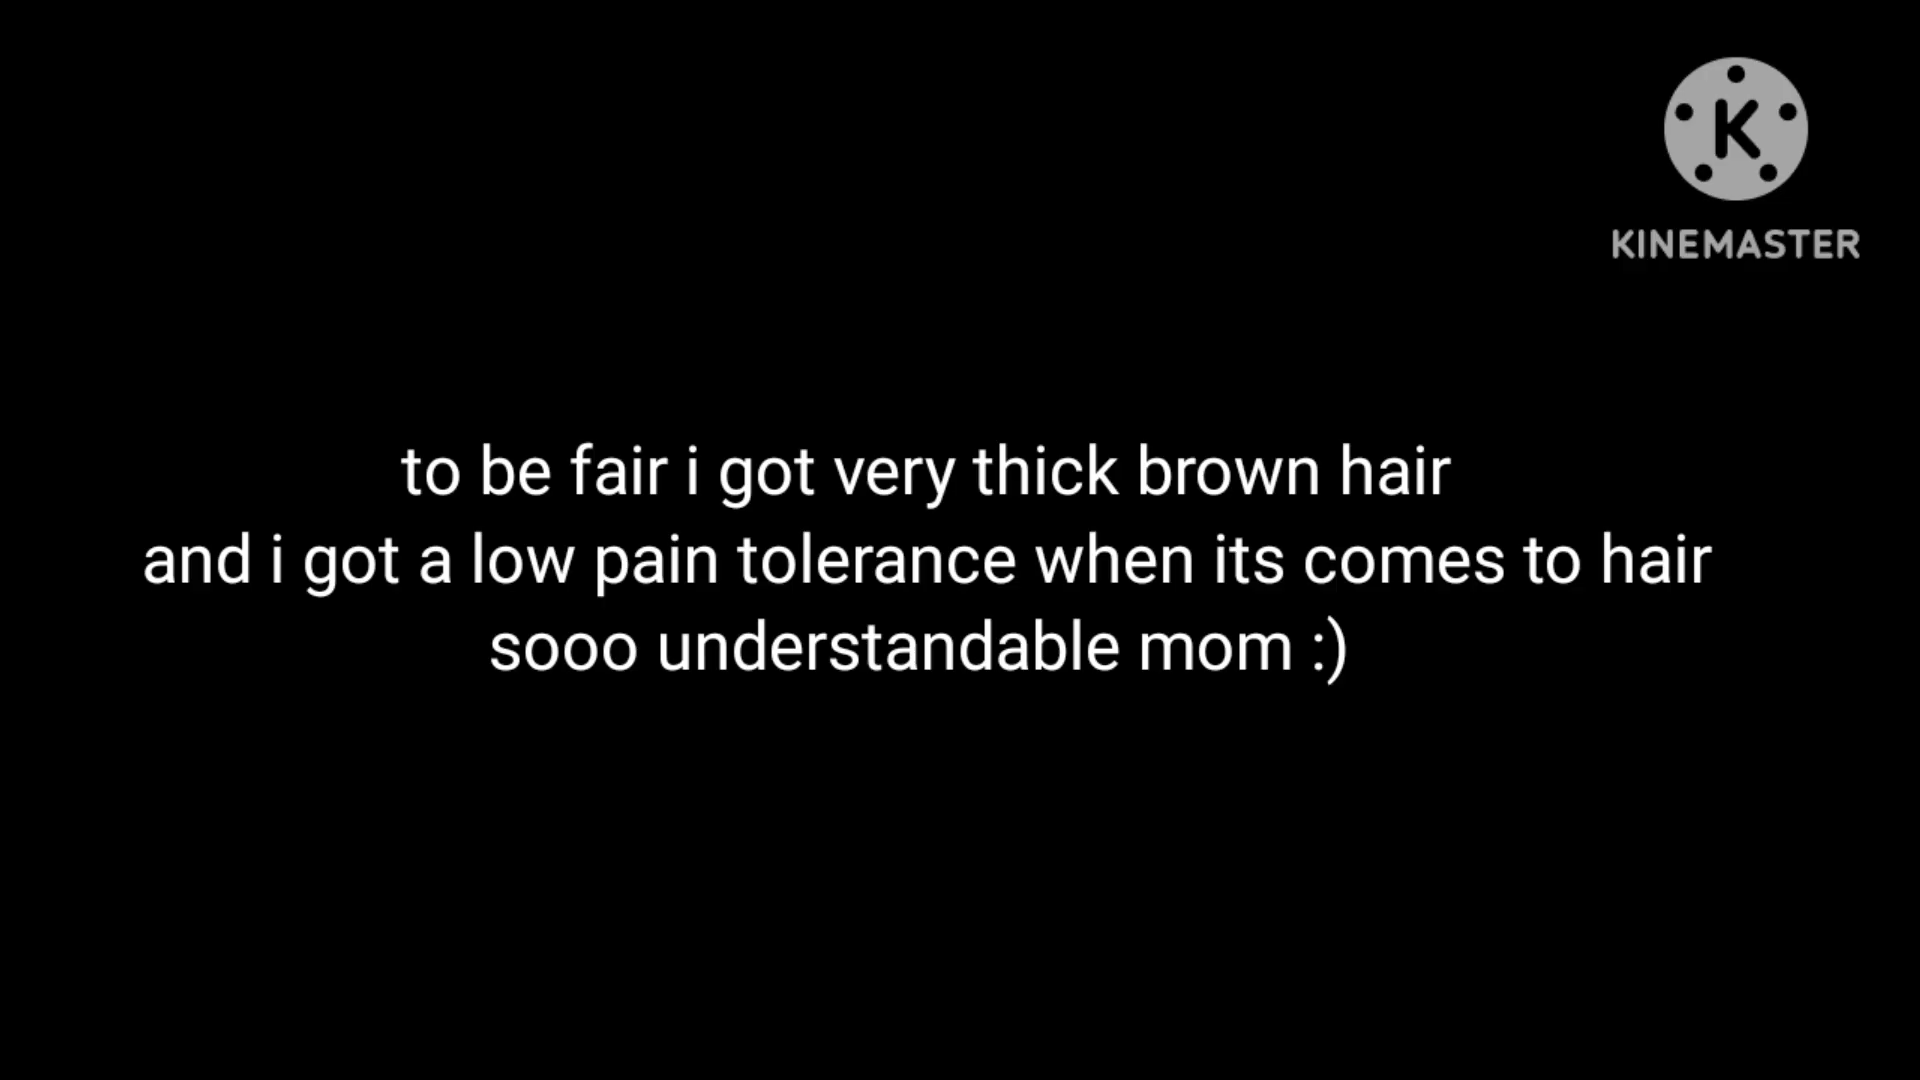 K
KINEMASTER
to be fair i got very thick brown hair
and i got a low pain tolerance when its comes to hair
sooo understandable mom :)